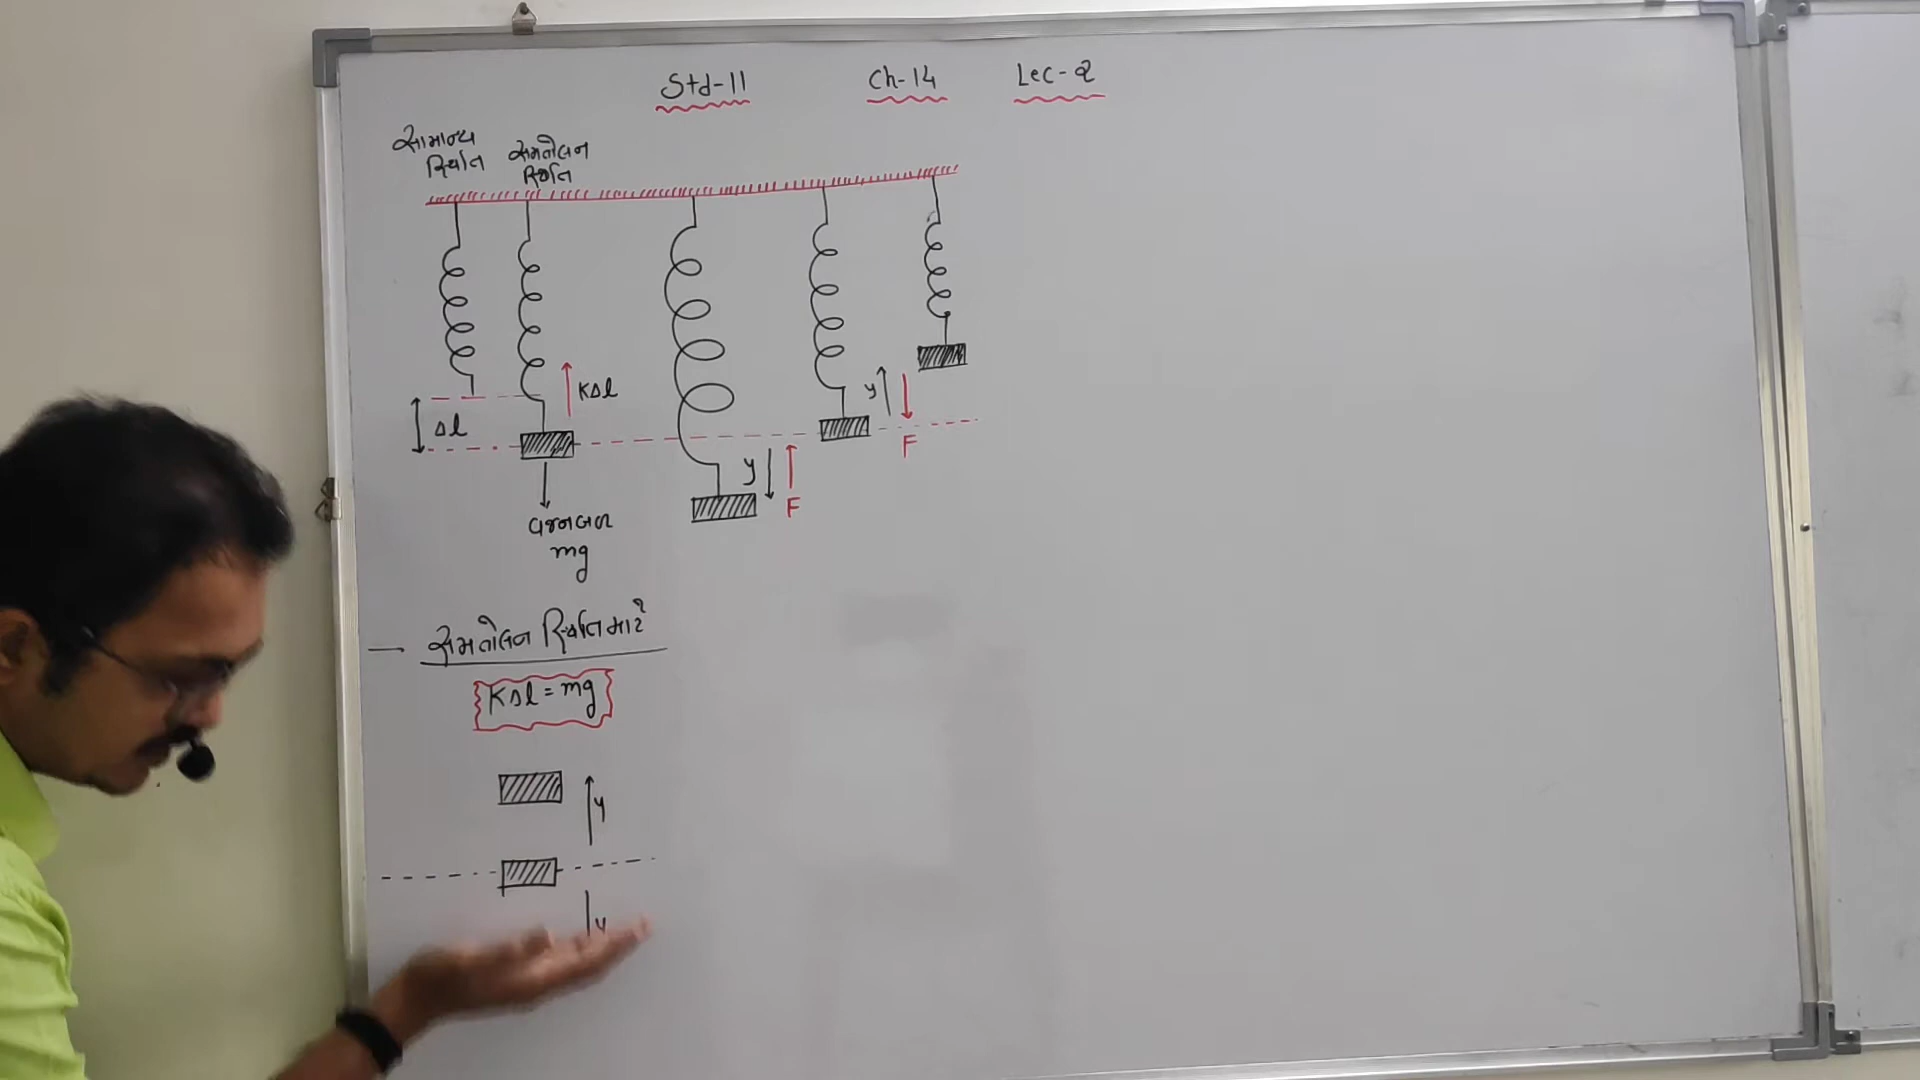 Std-11 Ch-14 Lec-2
સામાન્ય
સ્થિતિ
સમતોલન
સ્થિતિ
KΔl
Δl
y
F
y
F
વજનબળ
mg
— સમતોલન સ્થિતિ માટે
KΔl = mg
y
y